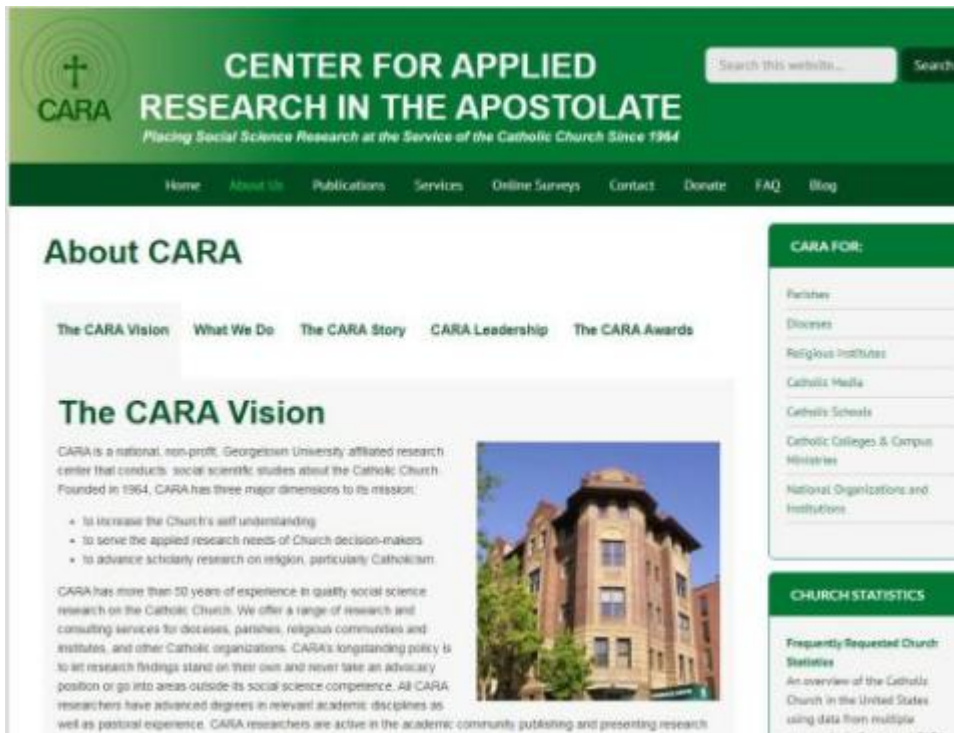 CARA
CENTER FOR APPLIED
RESEARCH IN THE APOSTOLATE
Placing Social Science Research at the Service of the Catholic Church Since 1964
Search this website...
Search
Home About Us Publications Services Online Surveys Contact Donate FAQ Blog
About CARA
The CARA Vision What We Do The CARA Story CARA Leadership The CARA Awards
The CARA Vision
CARA is a national, non-profit, Georgetown University affiliated research
center that conducts social scientific studies about the Catholic Church.
Founded in 1964, CARA has three major dimensions to its mission:
• to increase the Church's self understanding
• to serve the applied research needs of Church decision-makers
• to advance scholarly research on religion, particularly Catholicism.
CARA has more than 50 years of experience in quality social science
research on the Catholic Church. We offer a range of research and
consulting services for dioceses, parishes, religious communities and
institutes, and other Catholic organizations. CARA's longstanding policy is
to let research findings stand on their own and never take an advocacy
position or go into areas outside its social science competence. All CARA
researchers have advanced degrees in relevant academic disciplines as
well as pastoral experience. CARA researchers are active in the academic community publishing and presenting research
CARA FOR:
Parishes
Dioceses
Religious Institutes
Catholic Media
Catholic Schools
Catholic Colleges & Campus
Ministries
National Organizations and
Institutions
CHURCH STATISTICS
Frequently Requested Church
Statistics
An overview of the Catholic
Church in the United States
using data from multiple